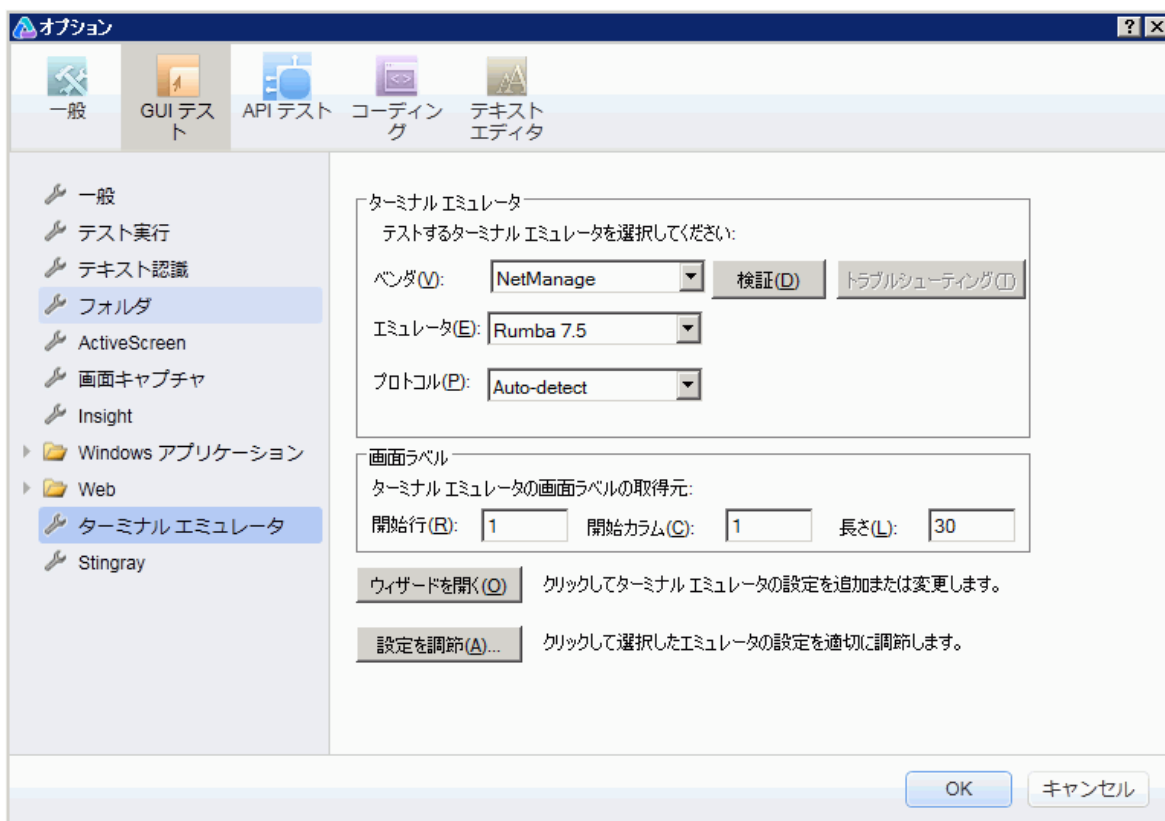 オプション
一般
GUI テス
ト
API テスト
コーディン
グ
テキスト
エディタ
一般
テスト実行
テキスト認識
フォルダ
ActiveScreen
画面キャプチャ
Insight
Windows アプリケーション
Web
ターミナル エミュレータ
Stingray
ターミナル エミュレータ
テストするターミナル エミュレータを選択してください:
ベンダ(V): NetManage 検証(D) トラブルシューティング(T)
エミュレータ(E): Rumba 7.5
プロトコル(P): Auto-detect
画面ラベル
ターミナル エミュレータの画面ラベルの取得元:
開始行(R): 1 開始カラム(C): 1 長さ(L): 30
ウィザードを開く(O) クリックしてターミナル エミュレータの設定を追加または変更します。
設定を調節(A)... クリックして選択したエミュレータの設定を適切に調節します。
OK キャンセル